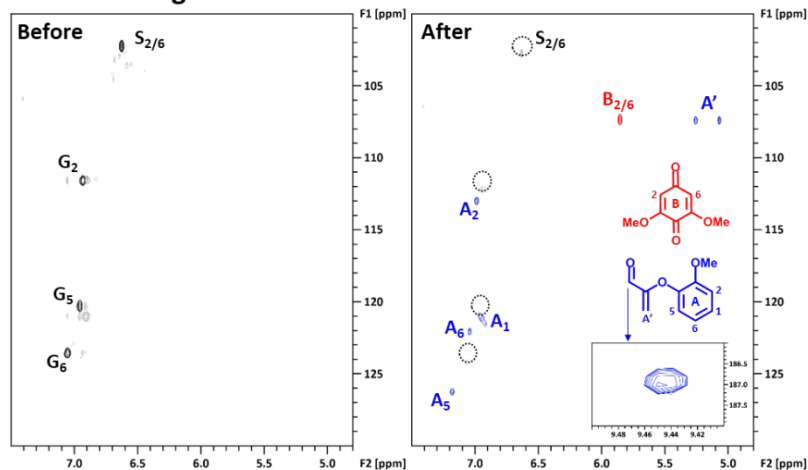 Before
S2/6
G2
G5
G6
7.0
6.5
6.0
5.5
5.0
F2 [ppm]
F1 [ppm]
105
110
115
120
125
After
S2/6
B2/6
A'
A2
A6
A1
A5
O
2
6
B
MeO
OMe
O
O
OMe
O
A
2
A'
5
1
6
186.5
187.0
187.5
9.48
9.46
9.44
9.42
7.0
6.5
6.0
5.5
5.0
F2 [ppm]
F1 [ppm]
105
110
115
120
125